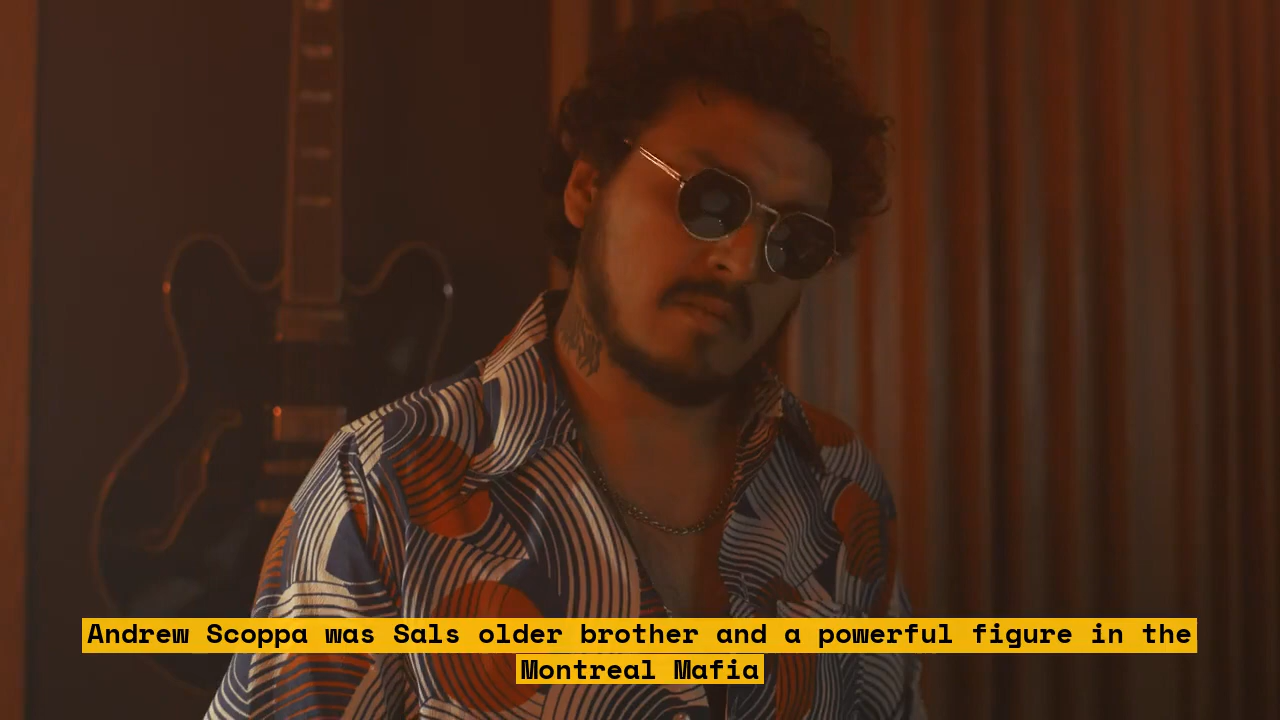 Andrew Scoppa was Sals older brother and a powerful figure in the
Montreal Mafia